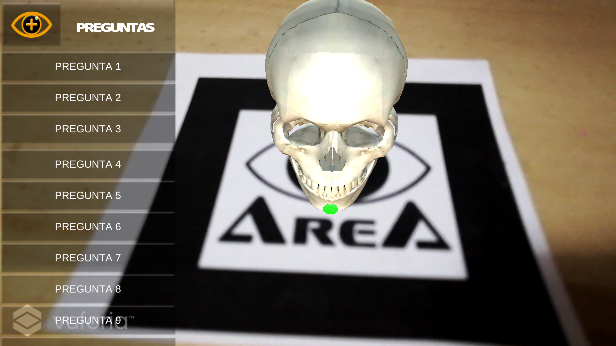 PREGUNTAS
PREGUNTA 1
PREGUNTA 2
PREGUNTA 3
PREGUNTA 4
PREGUNTA 5
PREGUNTA 6
PREGUNTA 7
PREGUNTA 8
PREGUNTA 9
vuforia™
AREA